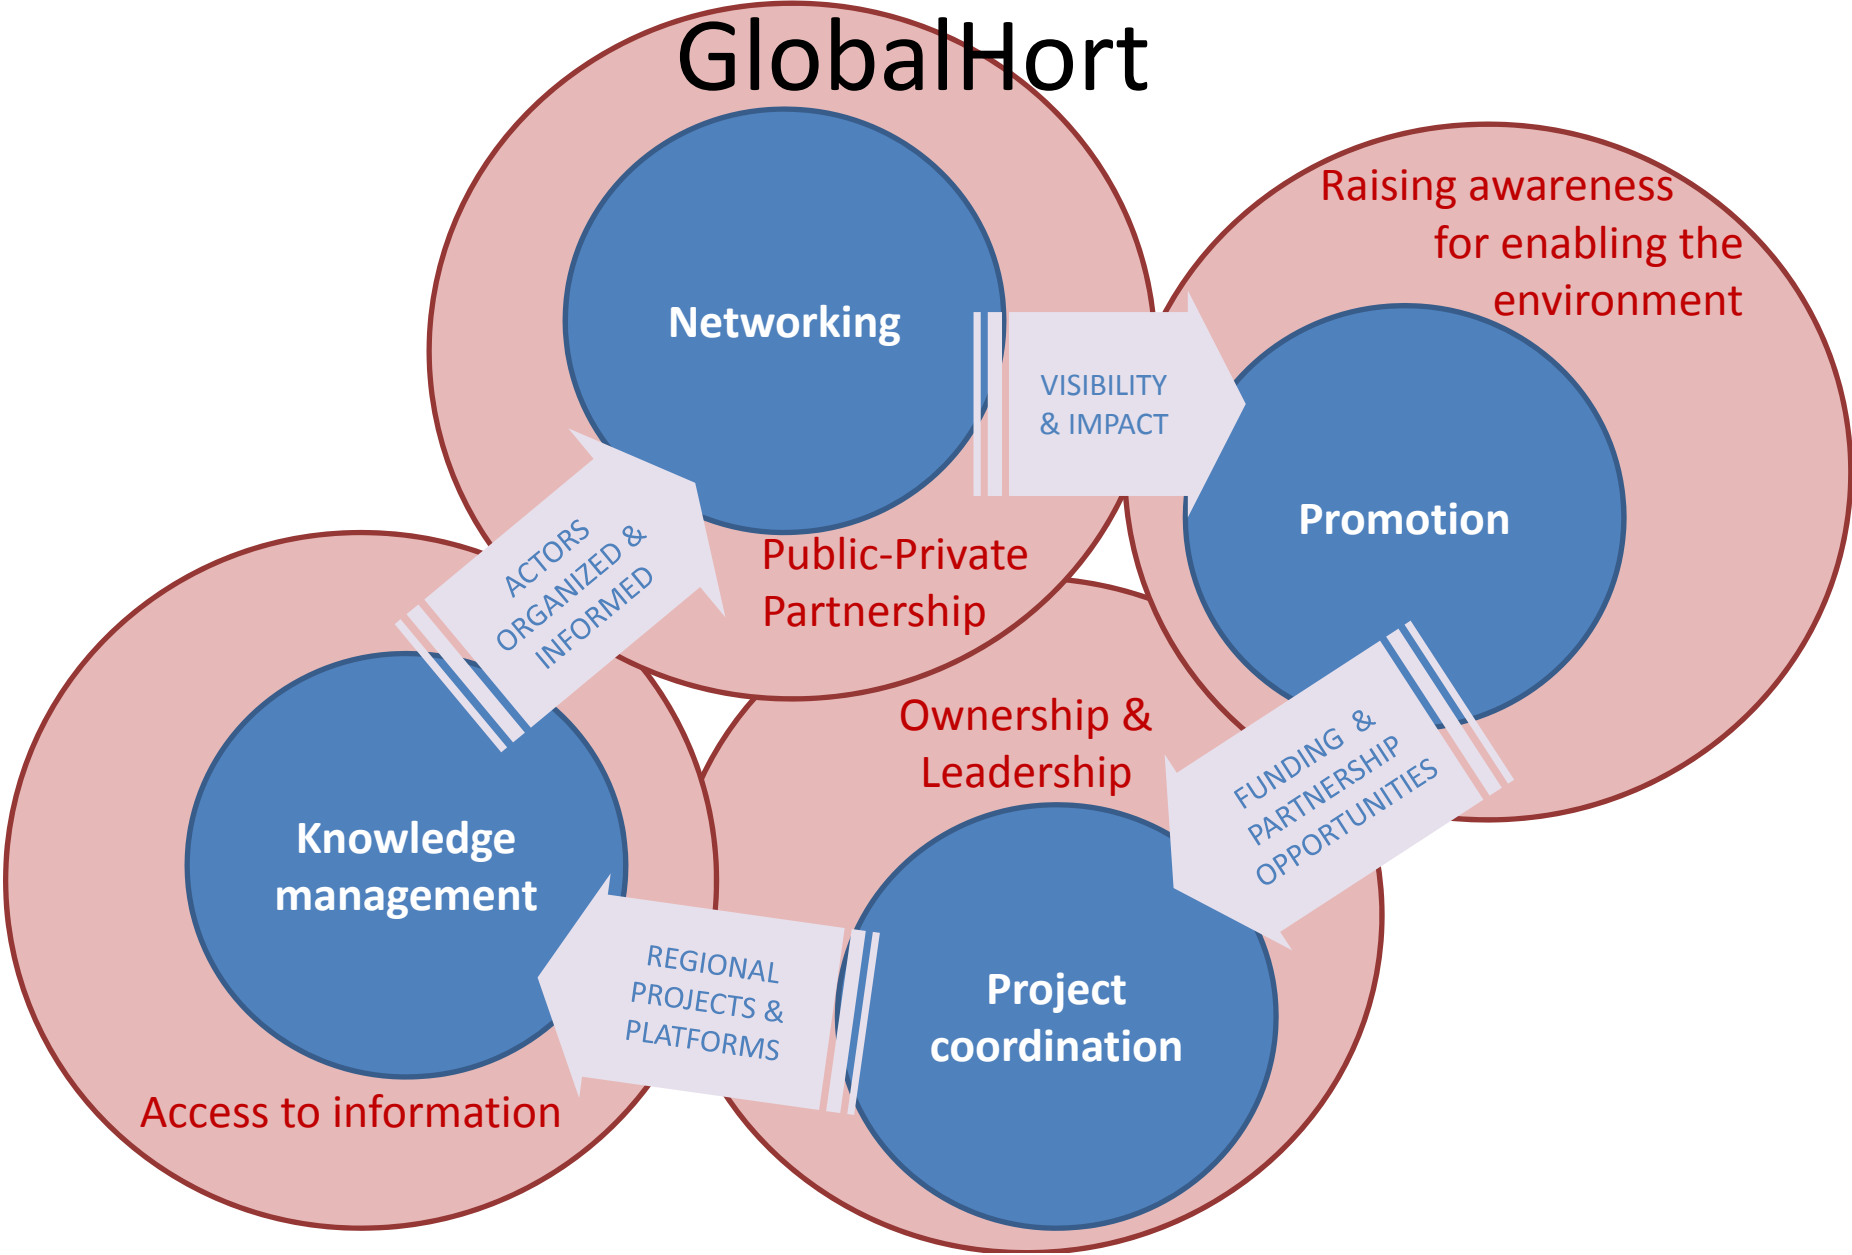 GlobalHort
Raising awareness
for enabling the
environment
Networking
VISIBILITY
& IMPACT
Promotion
ACTORS
ORGANIZED &
INFORMED
Public-Private
Partnership
Ownership &
Leadership
FUNDING &
PARTNERSHIP
OPPORTUNITIES
Knowledge
management
REGIONAL
PROJECTS &
PLATFORMS
Project
coordination
Access to information